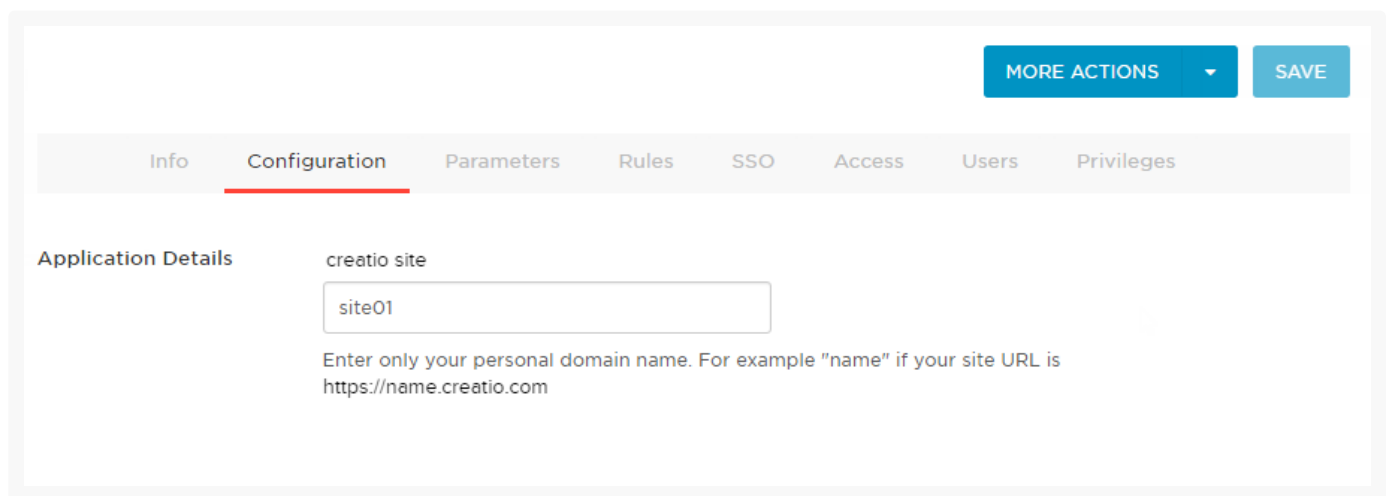 MORE ACTIONS SAVE
Info Configuration Parameters Rules SSO Access Users Privileges
Application Details creatio site
site01
Enter only your personal domain name. For example "name" if your site URL is
https://name.creatio.com